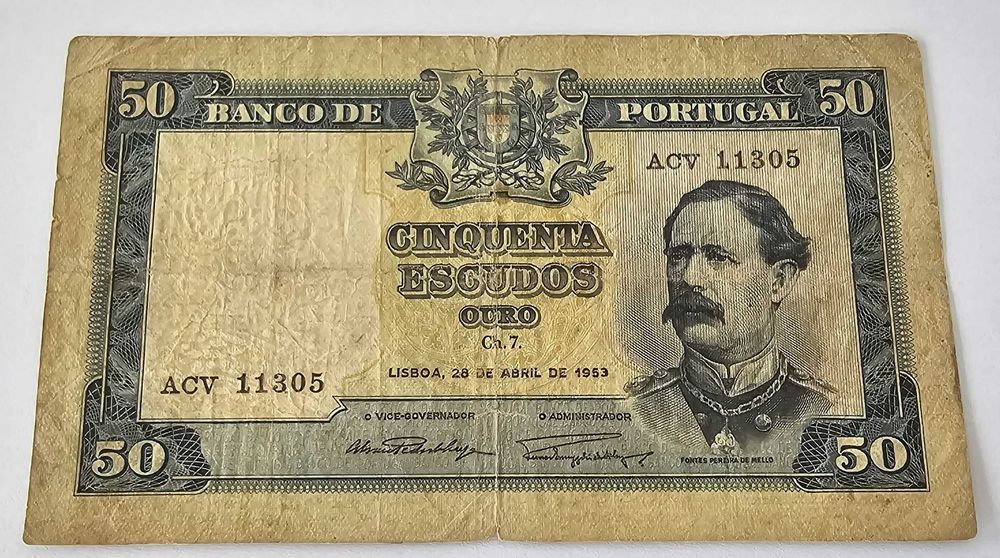 50 BANCO DE PORTUGAL 50
ACV 11305
CINQUENTA
ESCUDOS
OURO
Ch. 7.
LISBOA, 28 DE ABRIL DE 1953
ACV 11305
O VICE-GOVERNADOR O ADMINISTRADOR
50 FONTES PEREIRA DE MELLO 50